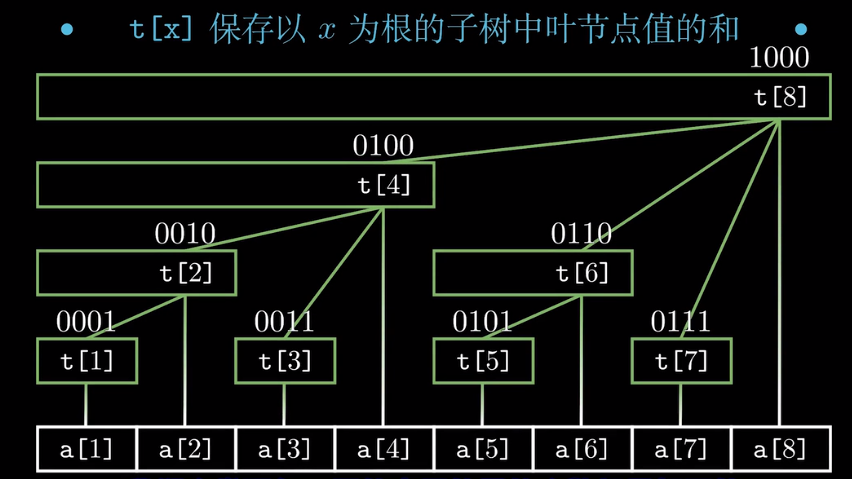 • t[x] 保存以 x 为根的子树中叶节点值的和 •
1000
t[8]
0100
t[4]
0010 0110
t[2] t[6]
0001 0011 0101 0111
t[1] t[3] t[5] t[7]
a[1] a[2] a[3] a[4] a[5] a[6] a[7] a[8]